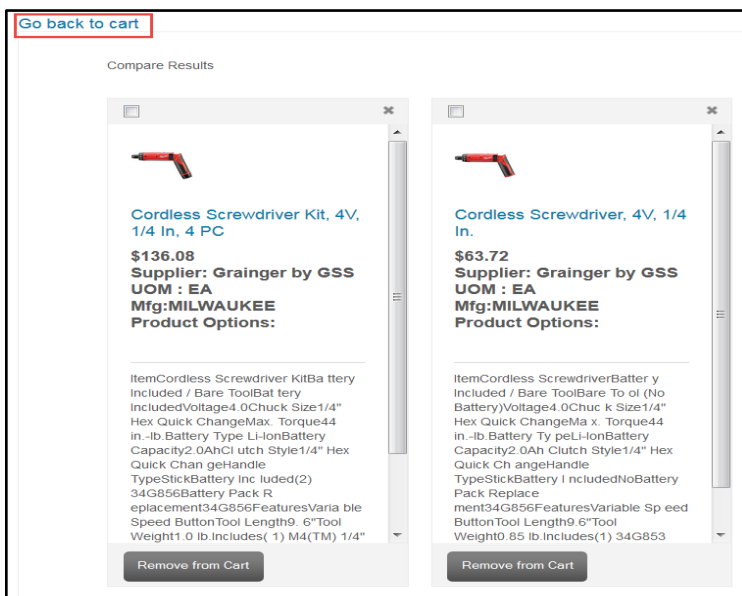 Go back to cart
Compare Results
Cordless Screwdriver Kit, 4V,
1/4 In, 4 PC
$136.08
Supplier: Grainger by GSS
UOM : EA
Mfg:MILWAUKEE
Product Options:
ItemCordless Screwdriver KitBa ttery
Included / Bare ToolBat tery
IncludedVoltage4.0Chuck Size1/4"
Hex Quick ChangeMax. Torque44
in.-lb.Battery Type Li-IonBattery
Capacity2.0AhCl utch Style1/4" Hex
Quick Chan geHandle
TypeStickBattery Inc luded(2)
34G856Battery Pack R
eplacement34G856FeaturesVaria ble
Speed ButtonTool Length9. 6"Tool
Weight1.0 lb.Includes( 1) M4(TM) 1/4"
Remove from Cart
Cordless Screwdriver, 4V, 1/4
In.
$63.72
Supplier: Grainger by GSS
UOM : EA
Mfg:MILWAUKEE
Product Options:
ItemCordless ScrewdriverBatter y
Included / Bare ToolBare To ol (No
Battery)Voltage4.0Chuc k Size1/4"
Hex Quick ChangeMa x. Torque44
in.-lb.Battery Ty peLi-IonBattery
Capacity2.0Ah Clutch Style1/4" Hex
Quick Ch angeHandle
TypeStickBattery I ncludedNoBattery
Pack Replace
ment34G856FeaturesVariable Sp eed
ButtonTool Length9.6"Tool
Weight0.85 lb.Includes(1) 34G853
Remove from Cart